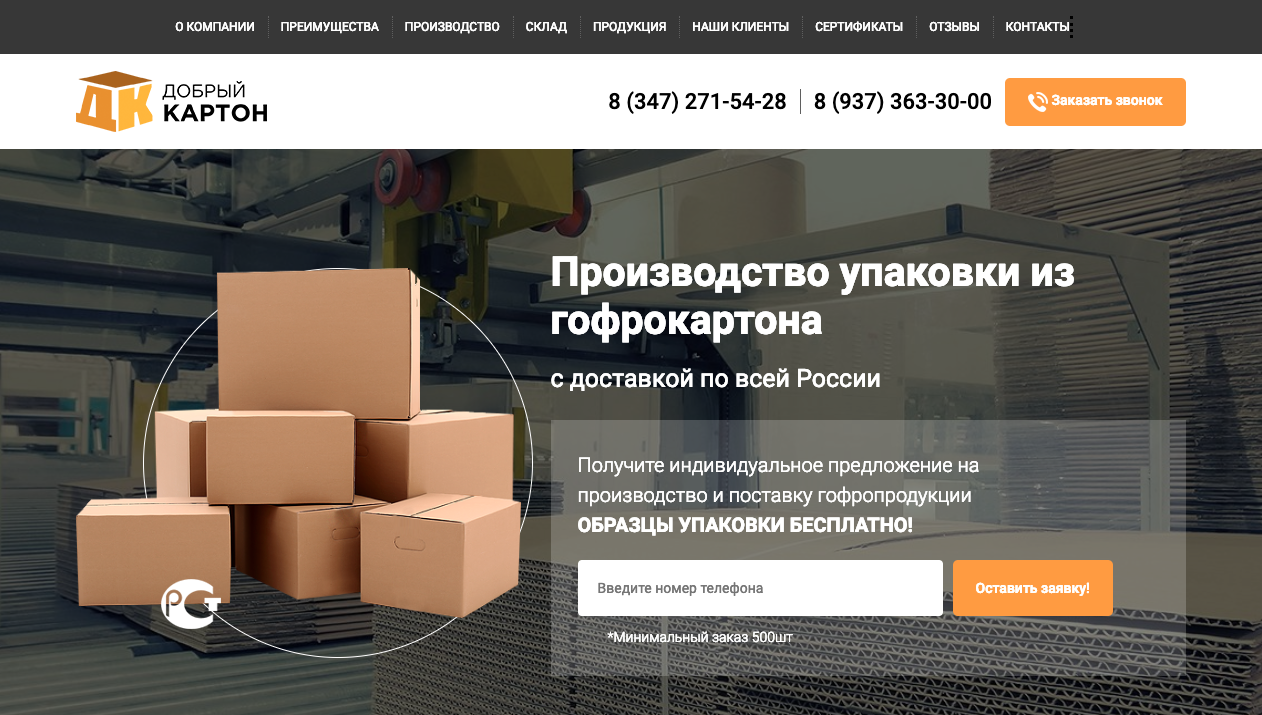 О КОМПАНИИ ПРЕИМУЩЕСТВА ПРОИЗВОДСТВО СКЛАД ПРОДУКЦИЯ НАШИ КЛИЕНТЫ СЕРТИФИКАТЫ ОТЗЫВЫ КОНТАКТЫ
ДК ДОБРЫЙ
КАРТОН
8 (347) 271-54-28 8 (937) 363-30-00 Заказать звонок
Производство упаковки из
гофрокартона
с доставкой по всей России
Получите индивидуальное предложение на
производство и поставку гофропродукции
ОБРАЗЦЫ УПАКОВКИ БЕСПЛАТНО!
Введите номер телефона Оставить заявку!
*Минимальный заказ 500шт
РСТ